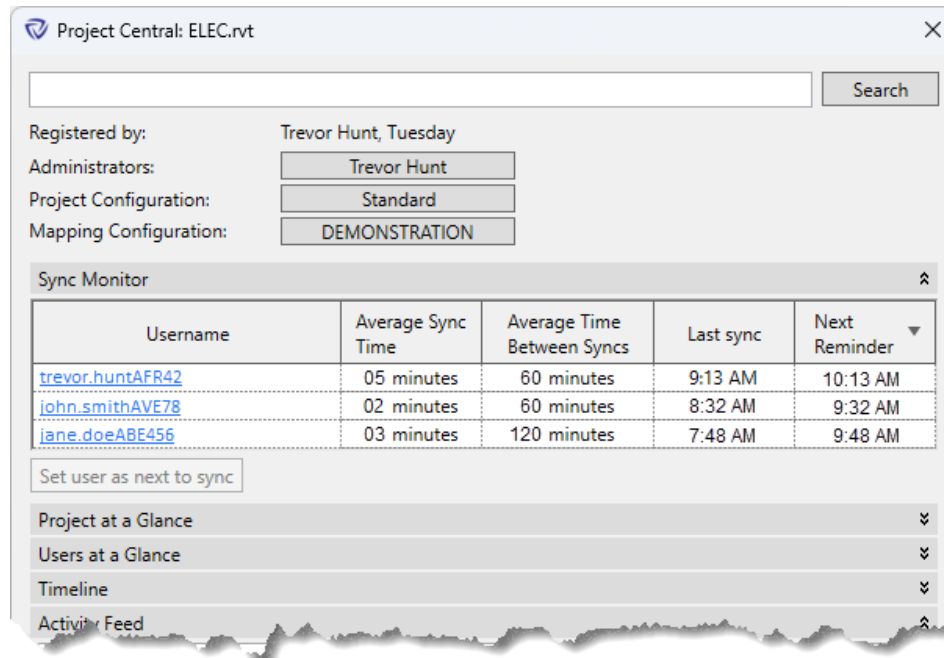 Project Central: ELEC.rvt
Search
Registered by: Trevor Hunt, Tuesday
Administrators: Trevor Hunt
Project Configuration: Standard
Mapping Configuration: DEMONSTRATION
Sync Monitor
Username Average Sync Time Average Time Between Syncs Last sync Next Reminder
trevor.huntAFR42 05 minutes 60 minutes 9:13 AM 10:13 AM
john.smithAVE78 02 minutes 60 minutes 8:32 AM 9:32 AM
jane.doeABE456 03 minutes 120 minutes 7:48 AM 9:48 AM
Set user as next to sync
Project at a Glance
Users at a Glance
Timeline
Activity Feed